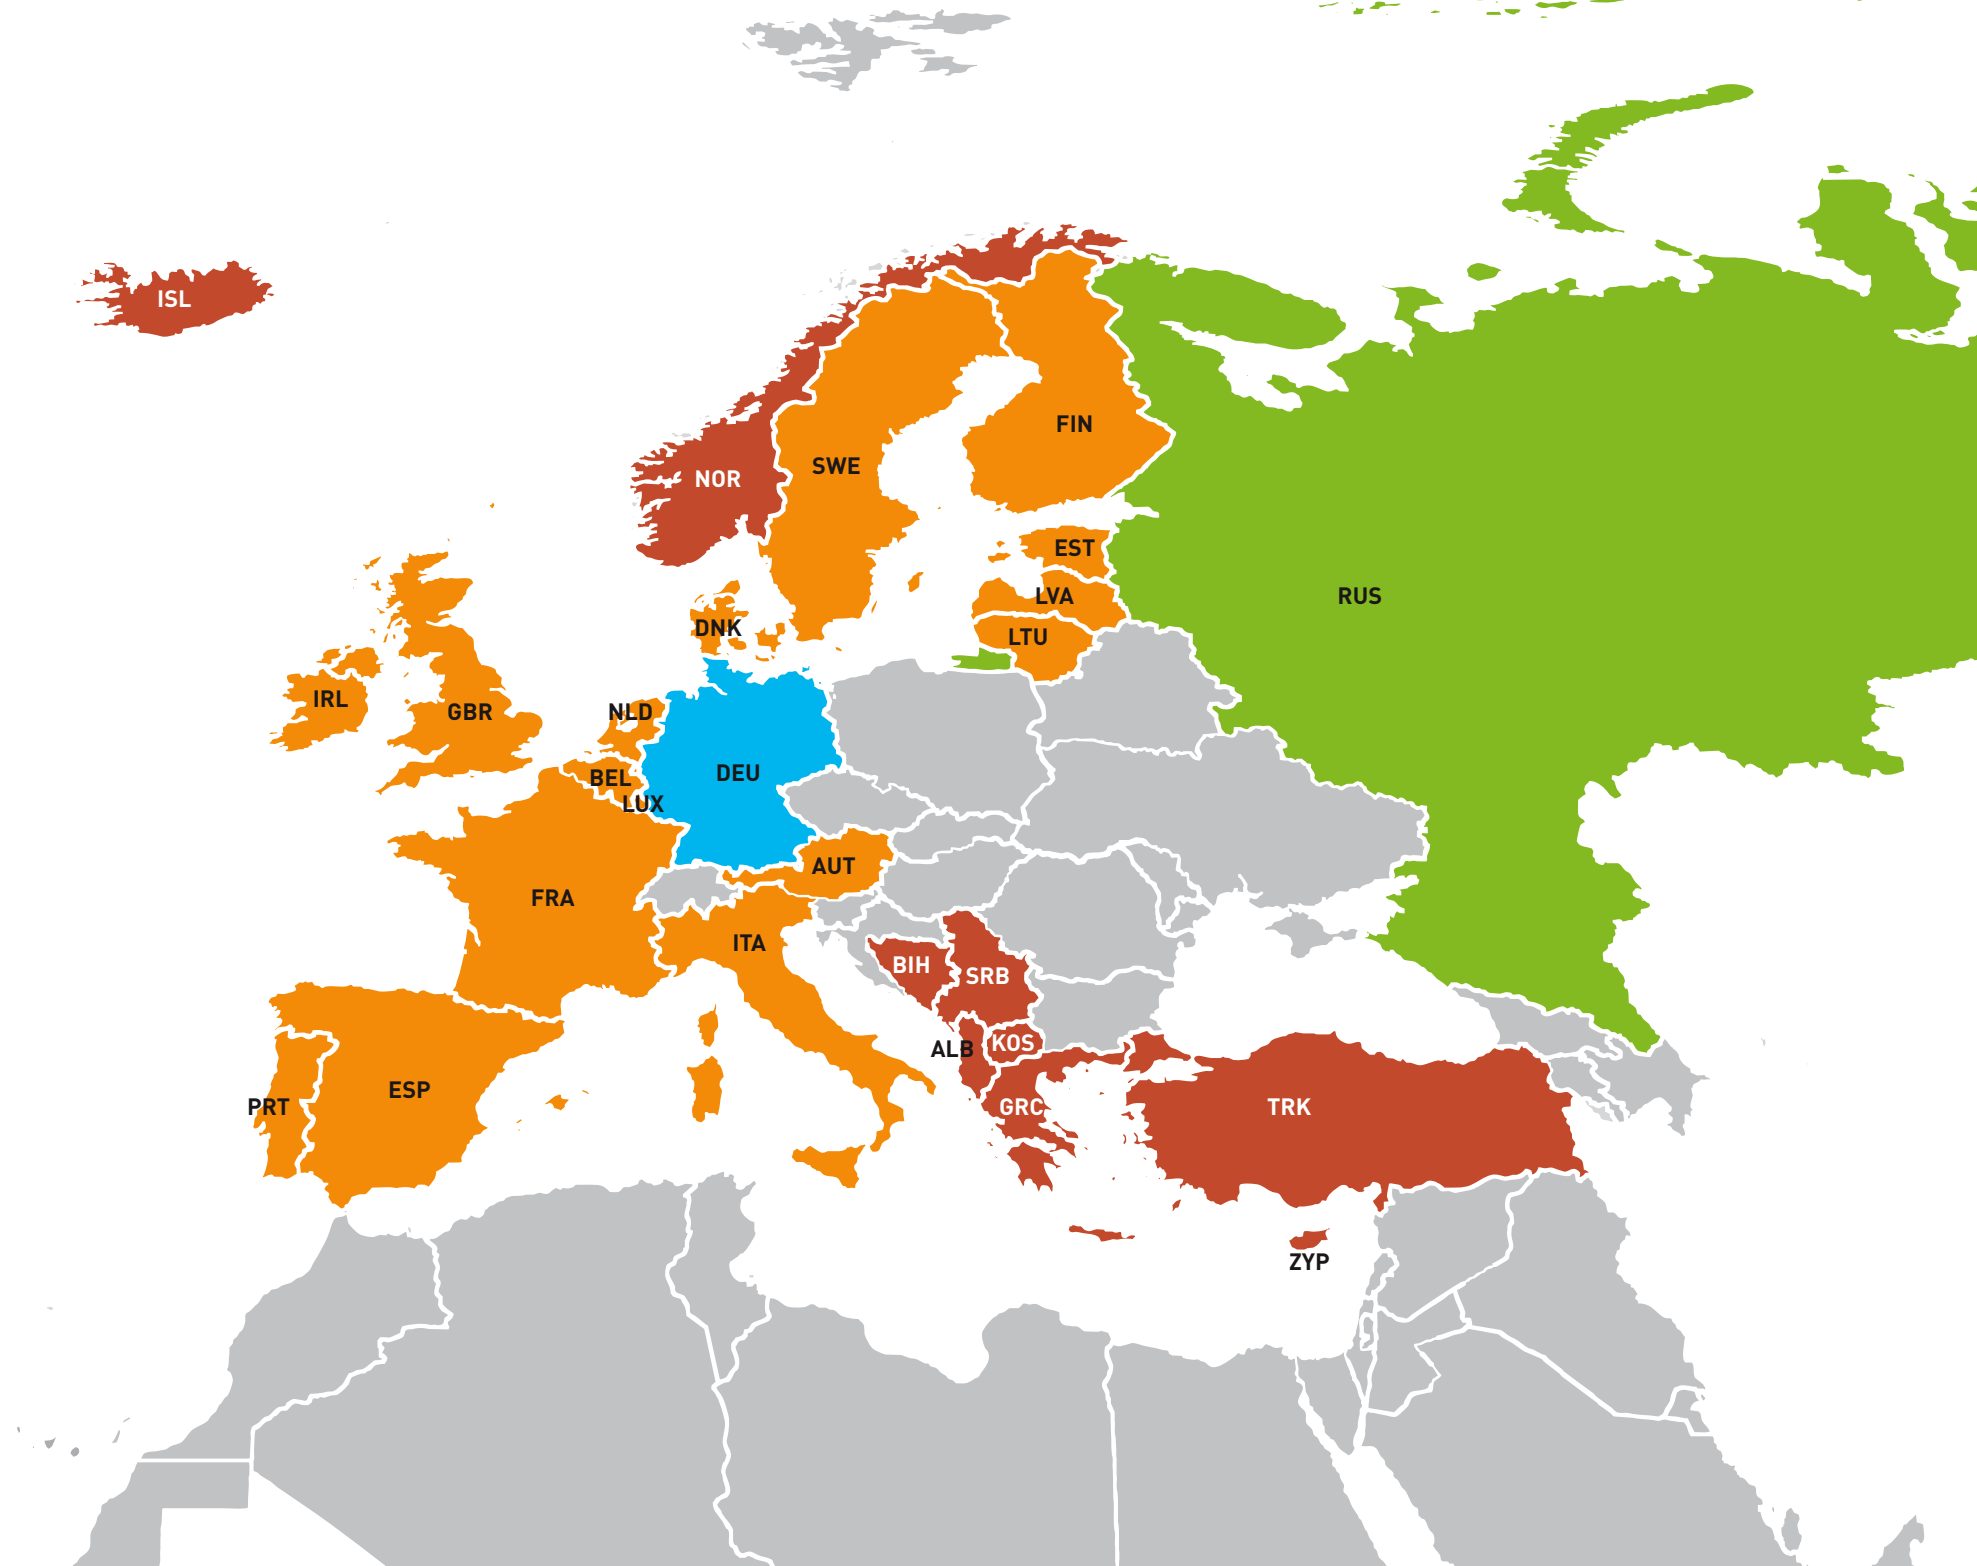 ISL
FIN
SWE
NOR
EST
LVA
RUS
DNK
LTU
IRL
GBR
NLD
DEU
BEL
LUX
AUT
FRA
ITA
BIH
SRB
KOS
ALB
ESP
PRT
GRC
TRK
ZYP